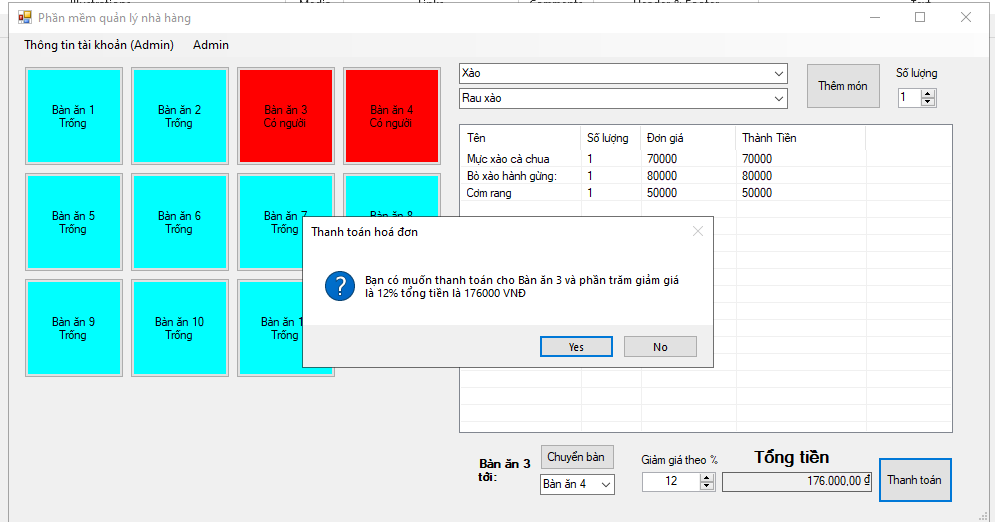 Phần mềm quản lý nhà hàng
Thông tin tài khoản (Admin) Admin
Bàn ăn 1
Trống
Bàn ăn 2
Trống
Bàn ăn 3
Có người
Bàn ăn 4
Có người
Bàn ăn 5
Trống
Bàn ăn 6
Trống
Bàn ăn 7
Trống
Bàn ăn 8
Bàn ăn 9
Trống
Bàn ăn 10
Trống
Bàn ăn 1
Trống
Xào
Rau xào
Thêm món
Số lượng
1
Tên Số lượng Đơn giá Thành Tiền
Mực xào cà chua 1 70000 70000
Bò xào hành gừng: 1 80000 80000
Cơm rang 1 50000 50000
Thanh toán hoá đơn
Bạn có muốn thanh toán cho Bàn ăn 3 và phần trăm giảm giá
là 12% tổng tiền là 176000 VNĐ
Yes No
Bàn ăn 3
tới:
Chuyển bàn
Bàn ăn 4
Giảm giá theo %
12
Tổng tiền
176.000,00 ₫
Thanh toán